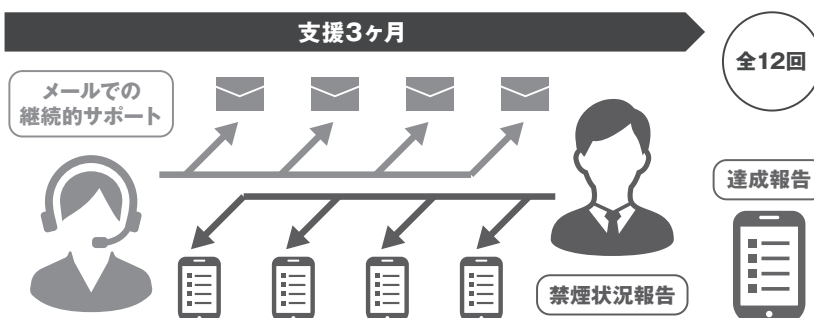 支援3ヶ月
全12回
メールでの
継続的サポート
達成報告
禁煙状況報告